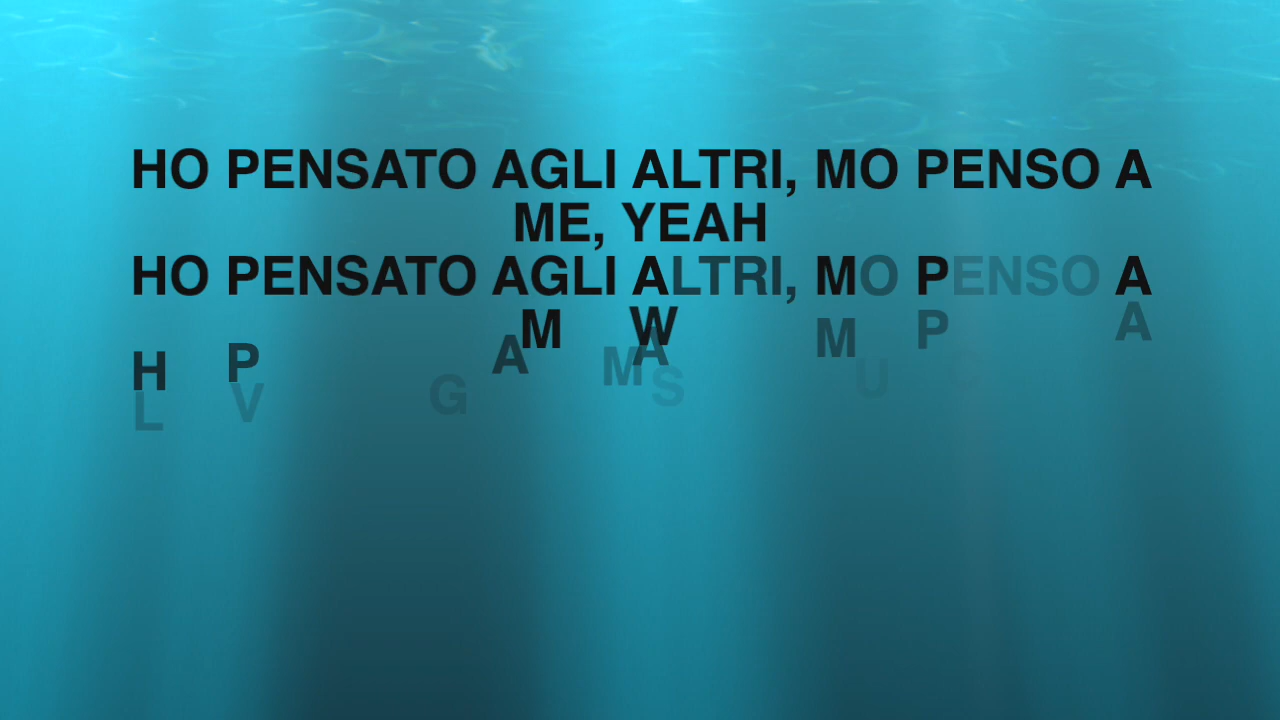 HO PENSATO AGLI ALTRI, MO PENSO A
ME, YEAH
HO PENSATO AGLI ALTRI, MO PENSO A
M W
H P A M A M P A
L V G S U